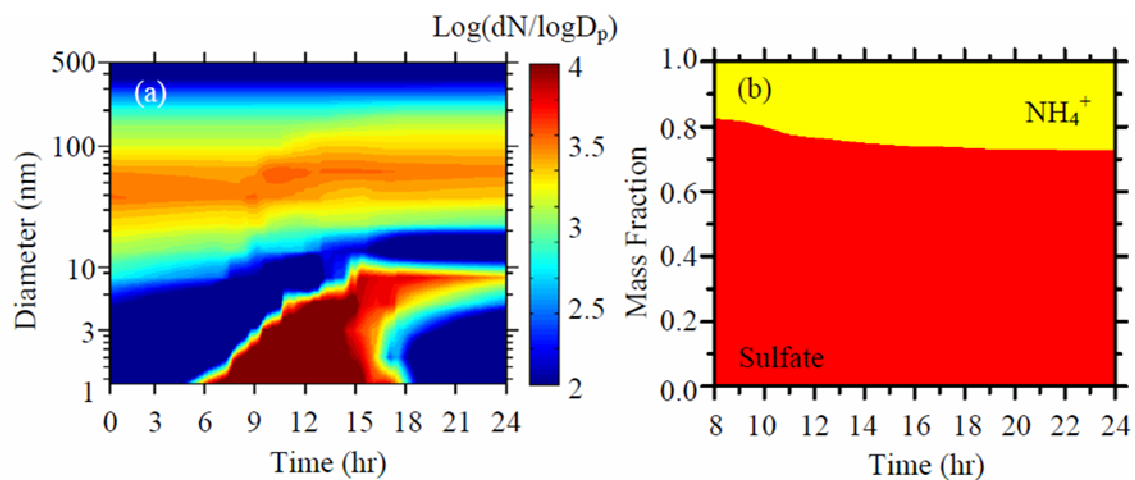 Log(dN/logDp)
(a)
500
100
10
3
1
Diameter (nm)
0 3 6 9 12 15 18 21 24
Time (hr)
4
3.5
3
2.5
2
(b)
NH4+
Sulfate
1.0
0.8
0.6
0.4
0.2
0.0
Mass Fraction
8 10 12 14 16 18 20 22 24
Time (hr)